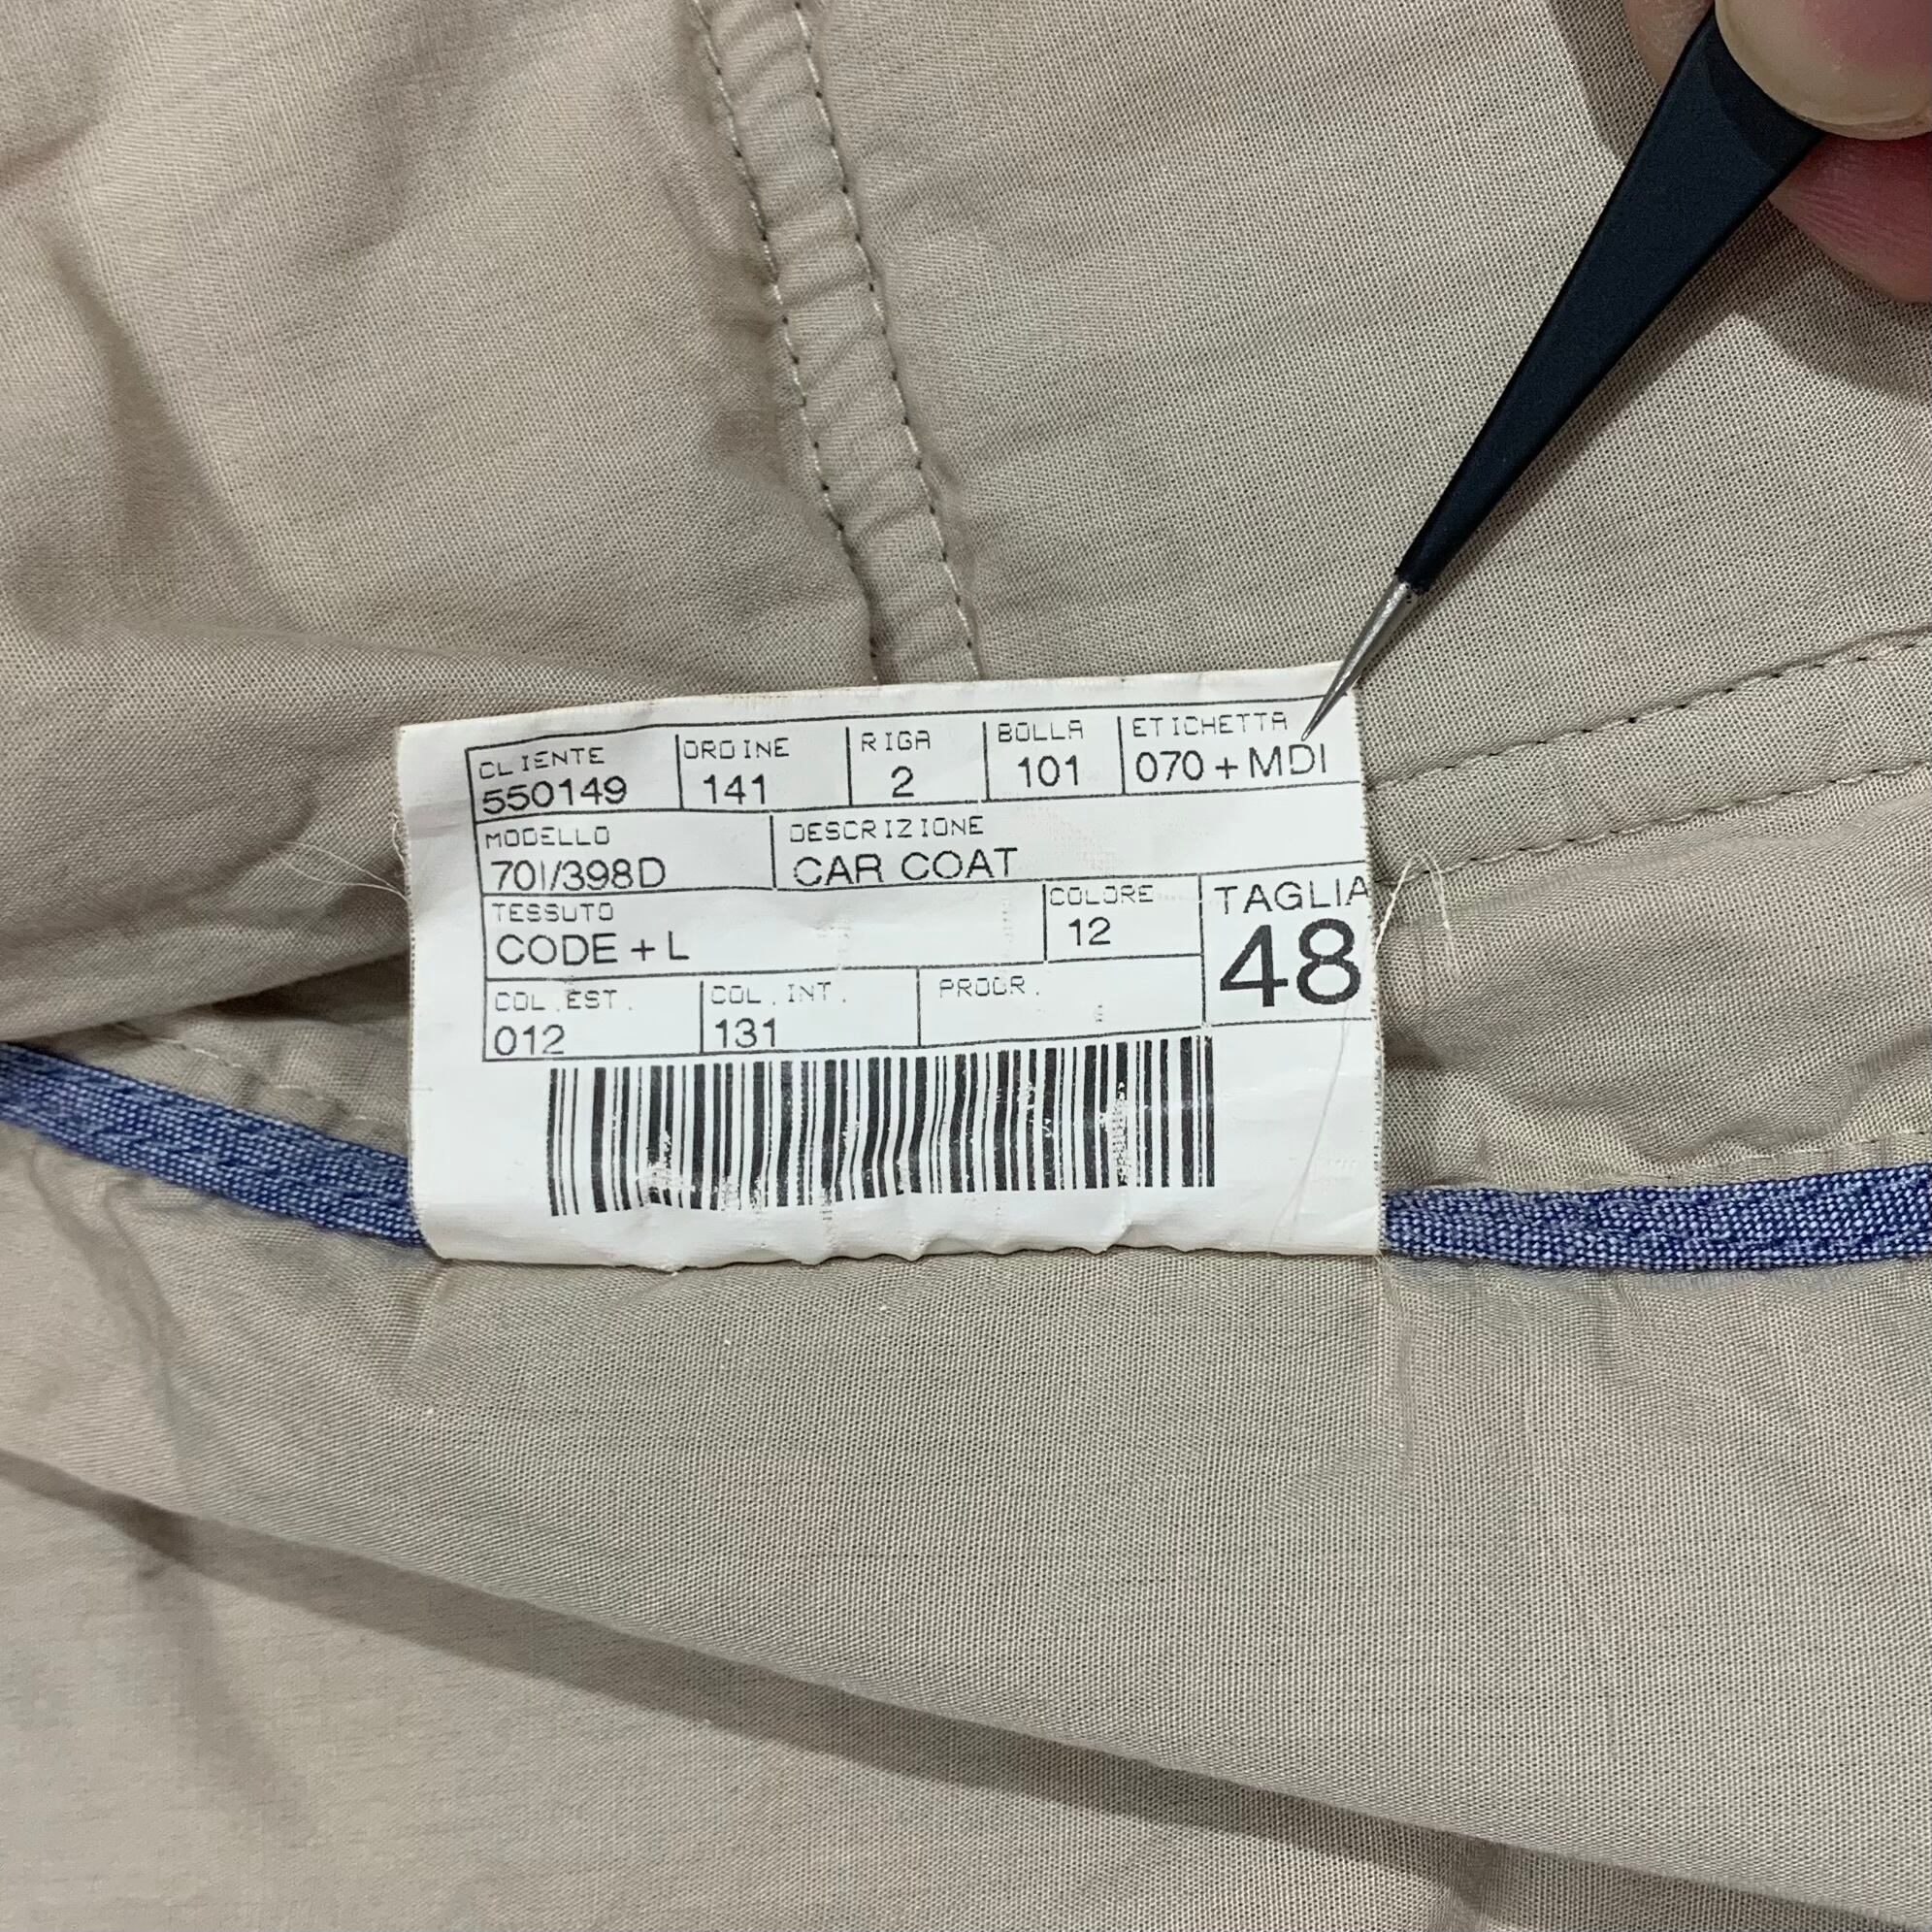 CLIENTE ORDINE RIGA BOLLA ETICHETTA
550149 141 2 101 070+MDI
MODELLO DESCRIZIONE
701/398D CAR COAT
TESSUTO COLORE TAGLIA
CODE+L 12 48
COL.EST. COL.INT. PROGR.
012 131